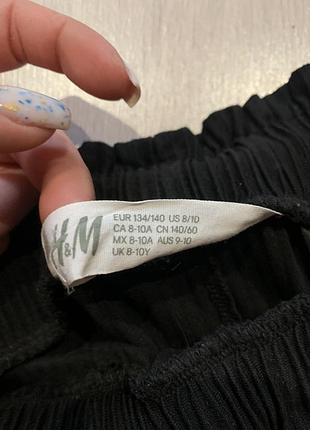 H&M
EUR 134/140 US 8/10
CA 8-10A CN 140/60
MX 8-10A AUS 9-10
UK 8-10Y